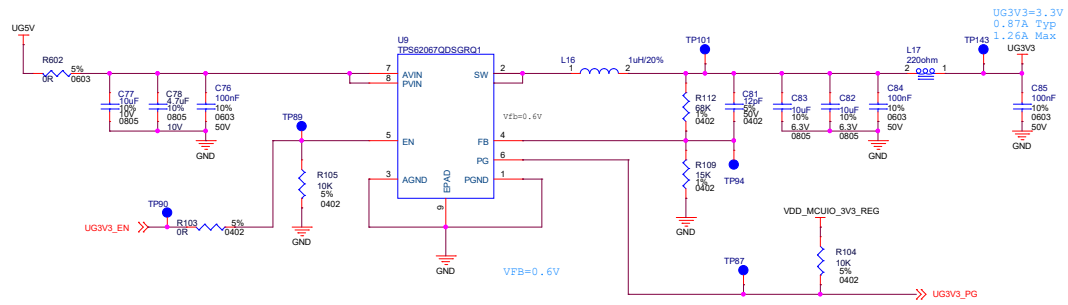 UG5V
R602
5%
0R
0603
C77
10uF
10%
10V
0805
C78
4.7uF
10%
0805
10V
C76
100nF
10%
0603
50V
GND
TP89
R105
10K
5%
0402
GND
TP90
UG3V3_EN
R103
0R
5%
0402
U9
TPS62067QDSGRQ1
7
AVIN
8
PVIN
5
EN
3
AGND
EPAD
9
SW
2
FB
4
PG
6
PGND
1
GND
Vfb=0.6V
VFB=0.6V
L16
1
2
1uH/20%
TP101
R112
68K
1%
0402
C81
12pF
5%
50V
0402
C83
10uF
10%
6.3V
0805
C82
10uF
10%
6.3V
0805
C84
100nF
10%
0603
50V
GND
R109
15K
1%
0402
GND
TP94
L17
220ohm
2
1
TP143
UG3V3=3.3V
0.87A Typ
1.26A Max
UG3V3
C85
100nF
10%
0603
50V
GND
VDD_MCUIO_3V3_REG
R104
10K
5%
0402
TP87
UG3V3_PG